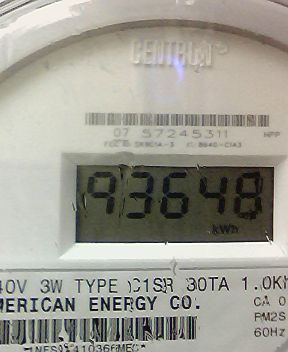 CENTRON
07 57245311
93648
kWh
40V 3W TYPE C1SR 30TA 1.0K
MERICAN ENERGY CO. CA 0
PM2S
60Hz